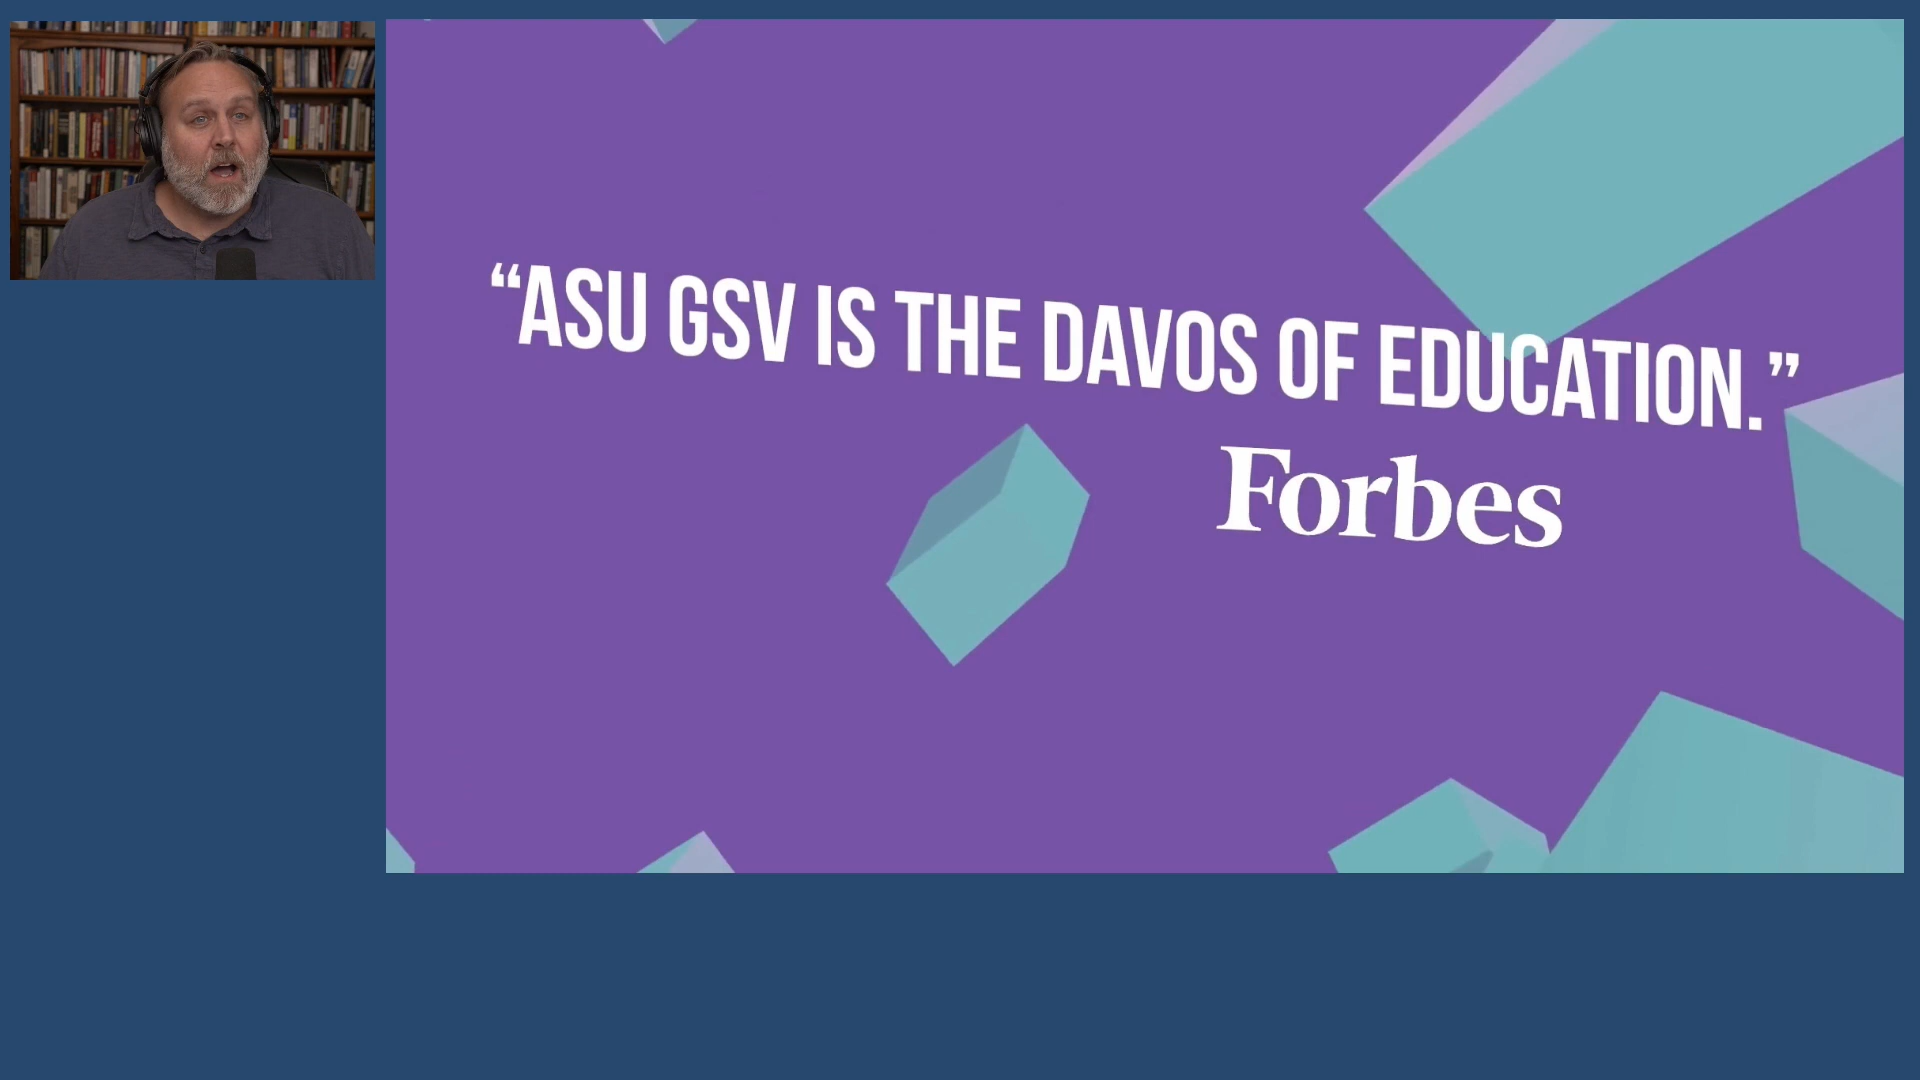 “ASU GSV IS THE DAVOS OF EDUCATION.”
Forbes